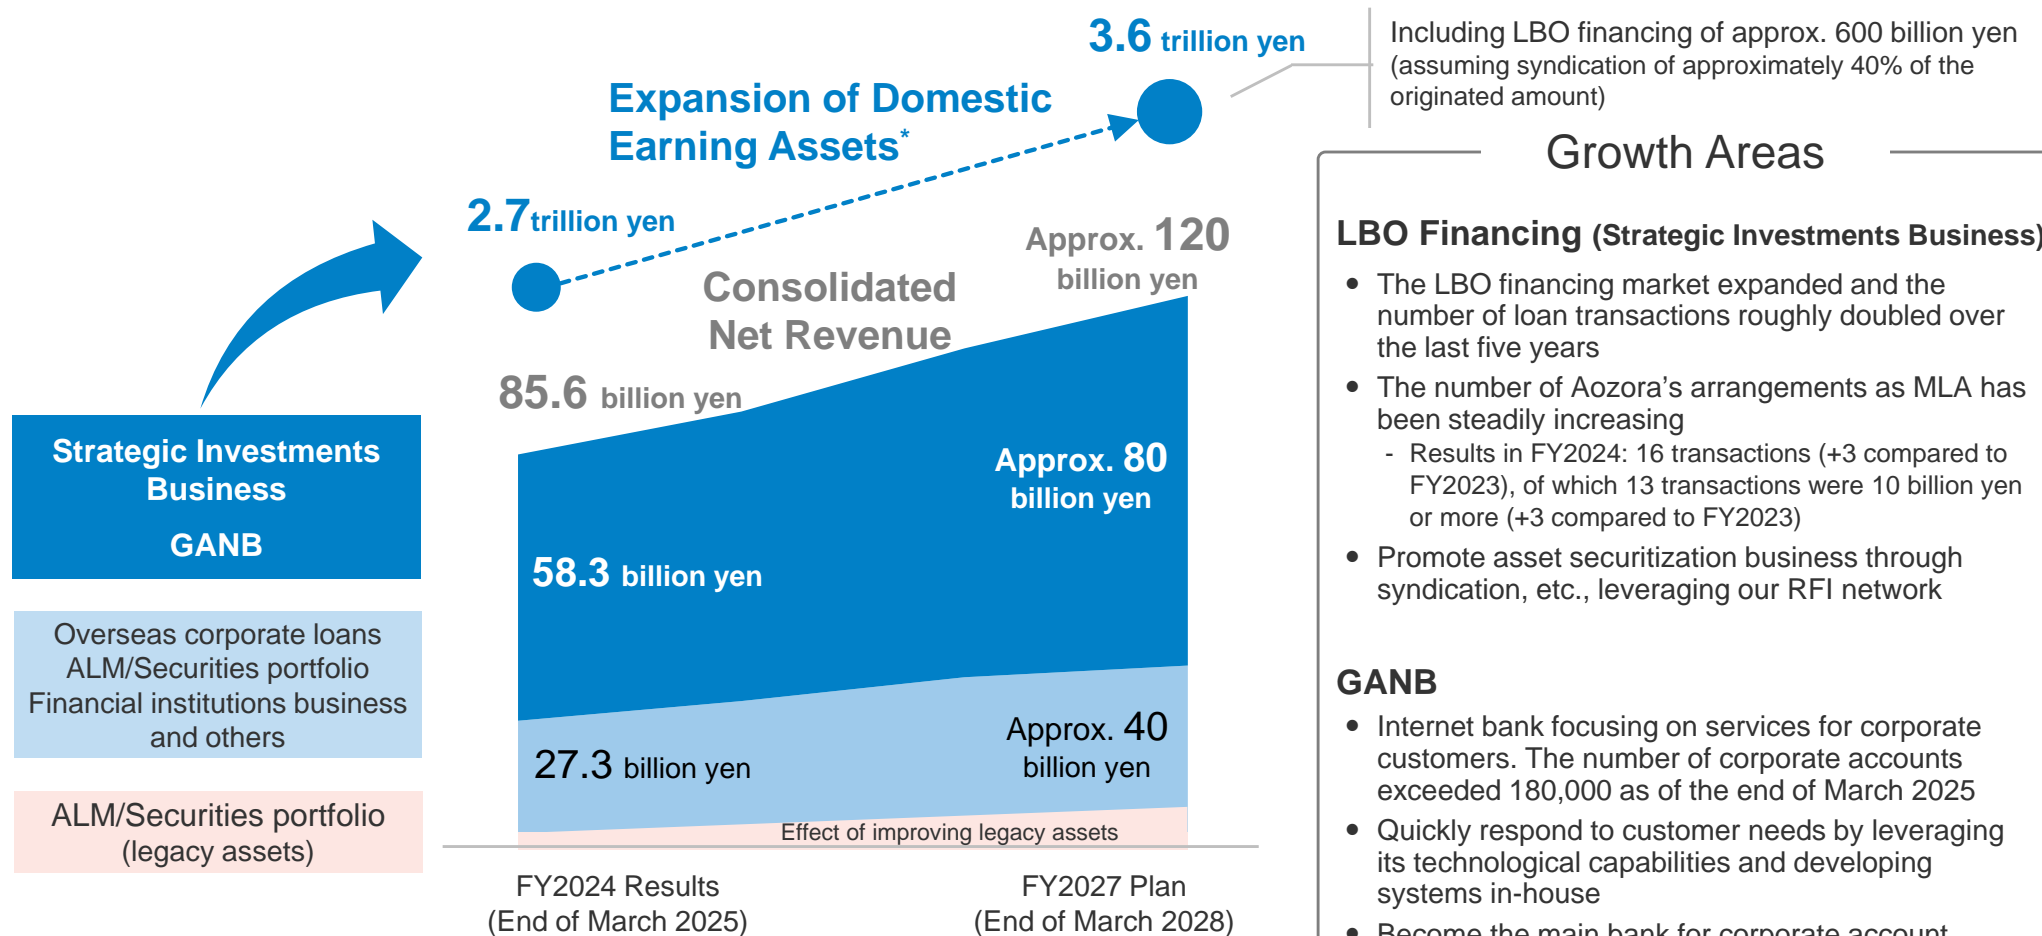 3.6 trillion yen
Including LBO financing of approx. 600 billion yen
(assuming syndication of approximately 40% of the
originated amount)
Expansion of Domestic
Earning Assets*
2.7 trillion yen
Consolidated
Net Revenue
Approx. 120
billion yen
85.6 billion yen
Strategic Investments
Business
GANB
Approx. 80
billion yen
58.3 billion yen
Overseas corporate loans
ALM/Securities portfolio
Financial institutions business
and others
Approx. 40
billion yen
27.3 billion yen
ALM/Securities portfolio
(legacy assets)
Effect of improving legacy assets
FY2024 Results
(End of March 2025)
FY2027 Plan
(End of March 2028)
Growth Areas
LBO Financing (Strategic Investments Business)
• The LBO financing market expanded and the
number of loan transactions roughly doubled over
the last five years
• The number of Aozora's arrangements as MLA has
been steadily increasing
- Results in FY2024: 16 transactions (+3 compared to
FY2023), of which 13 transactions were 10 billion yen
or more (+3 compared to FY2023)
• Promote asset securitization business through
syndication, etc., leveraging our RFI network
GANB
• Internet bank focusing on services for corporate
customers. The number of corporate accounts
exceeded 180,000 as of the end of March 2025
• Quickly respond to customer needs by leveraging
its technological capabilities and developing
systems in-house
• Become the main bank for corporate account